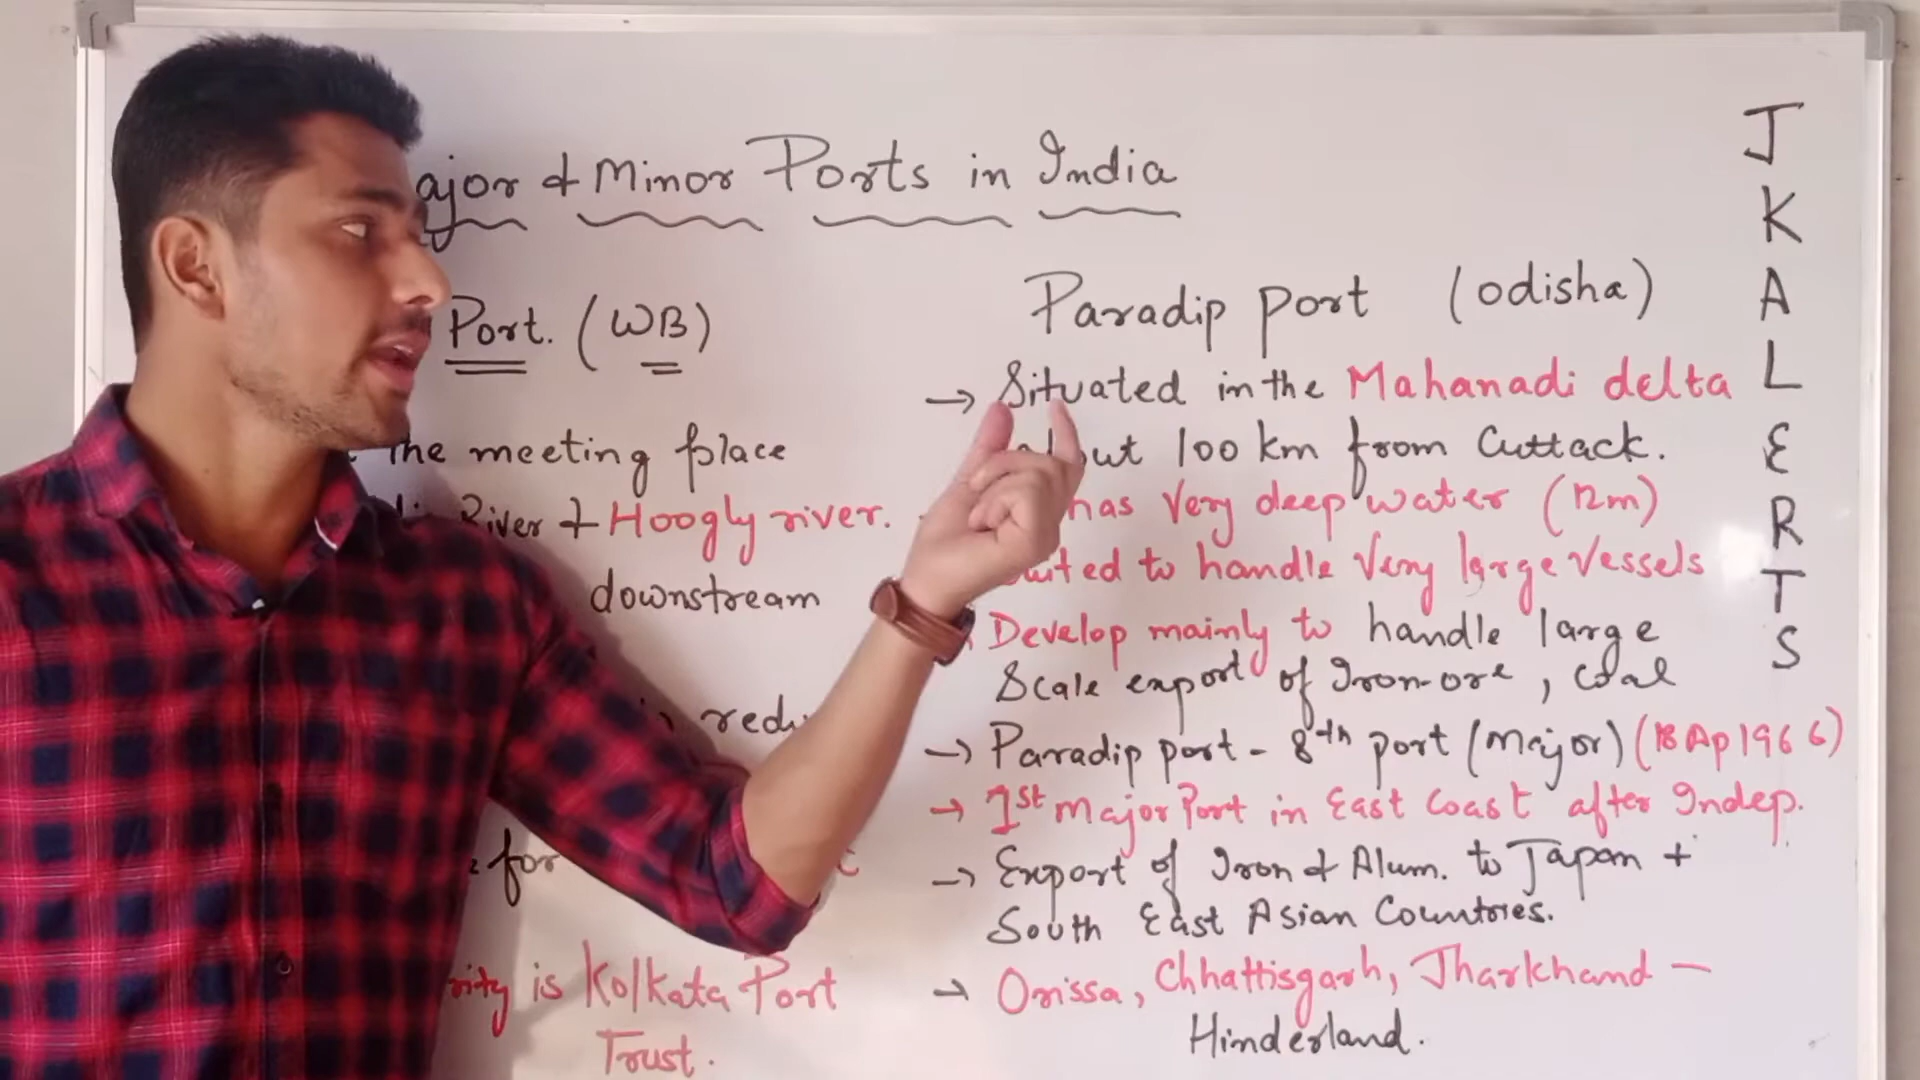 ajor & Minor Ports in India
Port. (WB)
the meeting place
River & Hoogly river.
downstream
for
is Kolkata Port
Trust.
Paradip port (odisha)
→ Situated in the Mahanadi delta
100 km from Cuttack.
has Very deep water (12m)
to handle Very large Vessels
Develop mainly to handle large
Scale export of Iron-ore, Coal
→ Paradip port - 8th port (Major) (18 Ap 1966)
→ 1st Major Port in East Coast after Indep.
→ Export of Iron & Alum. to Japan +
South East Asian Countries.
→ Orissa, Chhattisgarh, Jharkhand -
Hinderland.
J
K
A
L
E
R
T
S